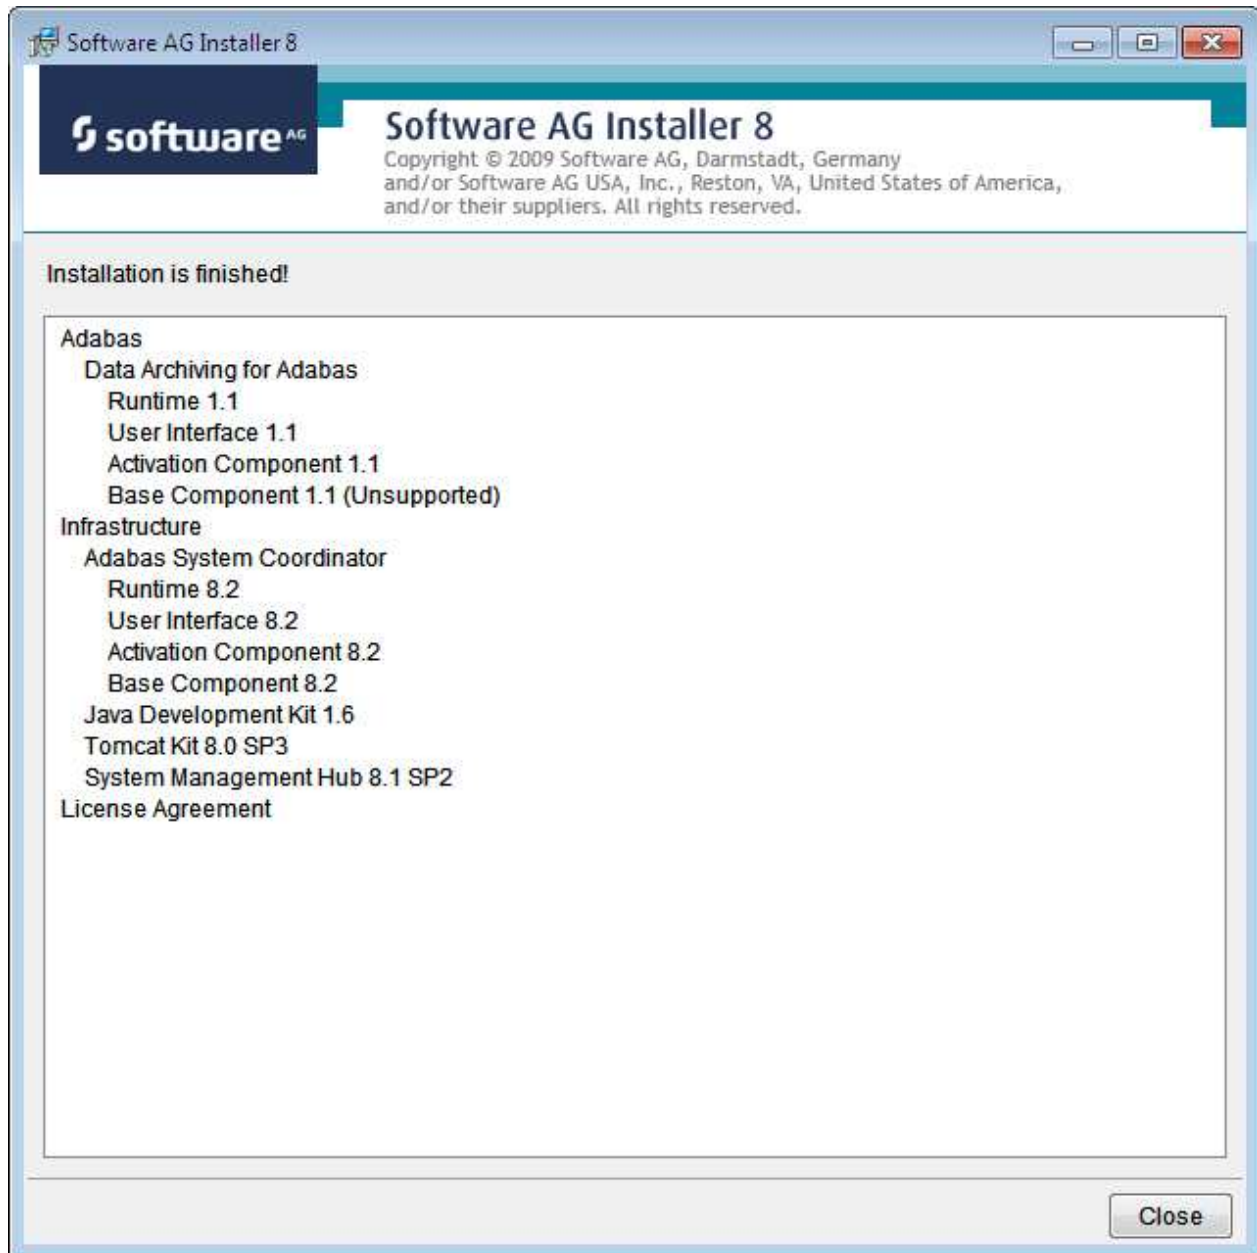 Software AG Installer 8
software AG
Software AG Installer 8
Copyright © 2009 Software AG, Darmstadt, Germany
and/or Software AG USA, Inc., Reston, VA, United States of America,
and/or their suppliers. All rights reserved.
Installation is finished!
Adabas
Data Archiving for Adabas
Runtime 1.1
User Interface 1.1
Activation Component 1.1
Base Component 1.1 (Unsupported)
Infrastructure
Adabas System Coordinator
Runtime 8.2
User Interface 8.2
Activation Component 8.2
Base Component 8.2
Java Development Kit 1.6
Tomcat Kit 8.0 SP3
System Management Hub 8.1 SP2
License Agreement
Close